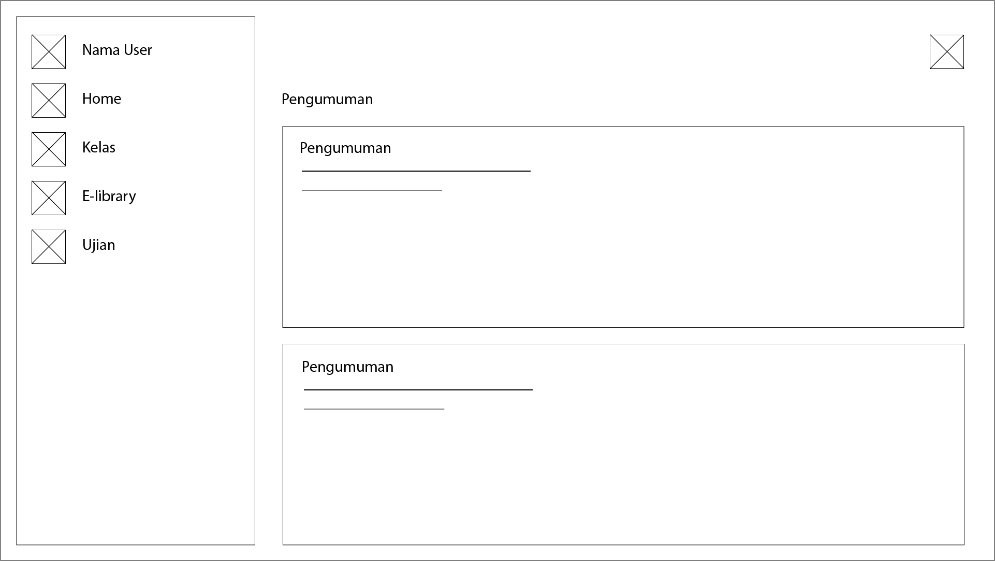 Nama User
Home
Kelas
E-library
Ujian
Pengumuman
Pengumuman
Pengumuman